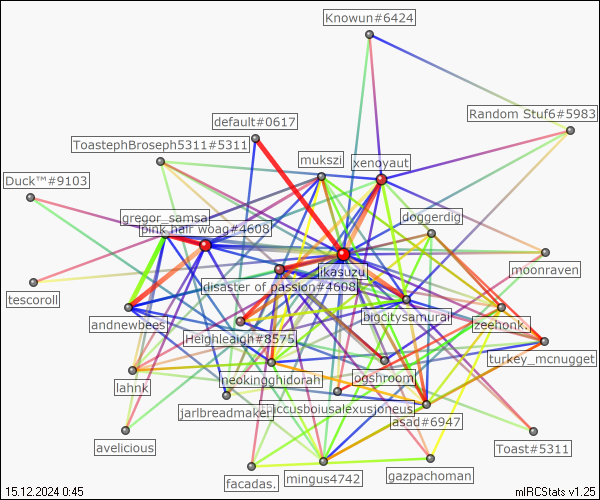 Knowun#6424
Random Stuf6#5983
default#0617
ToastephBroseph5311#5311
mukszi
xenoyaut
Duck™#9103
gregor_samsa
doggerdig
pink hair woag#4608
moonraven
ikasuzu
disaster of passion#4608
tescoroll
bigcitysamurai
andnewbees
zeehonk.
Heighleaigh#8575
turkey_mcnugget
ogshroom
neokingghidorah
lahnk
iccusboiusalexusjoneus
jarlbreadmaker
asad#6947
avelicious
Toast#5311
facadas.
mingus4742
gazpachoman
15.12.2024 0:45
mIRCStats v1.25